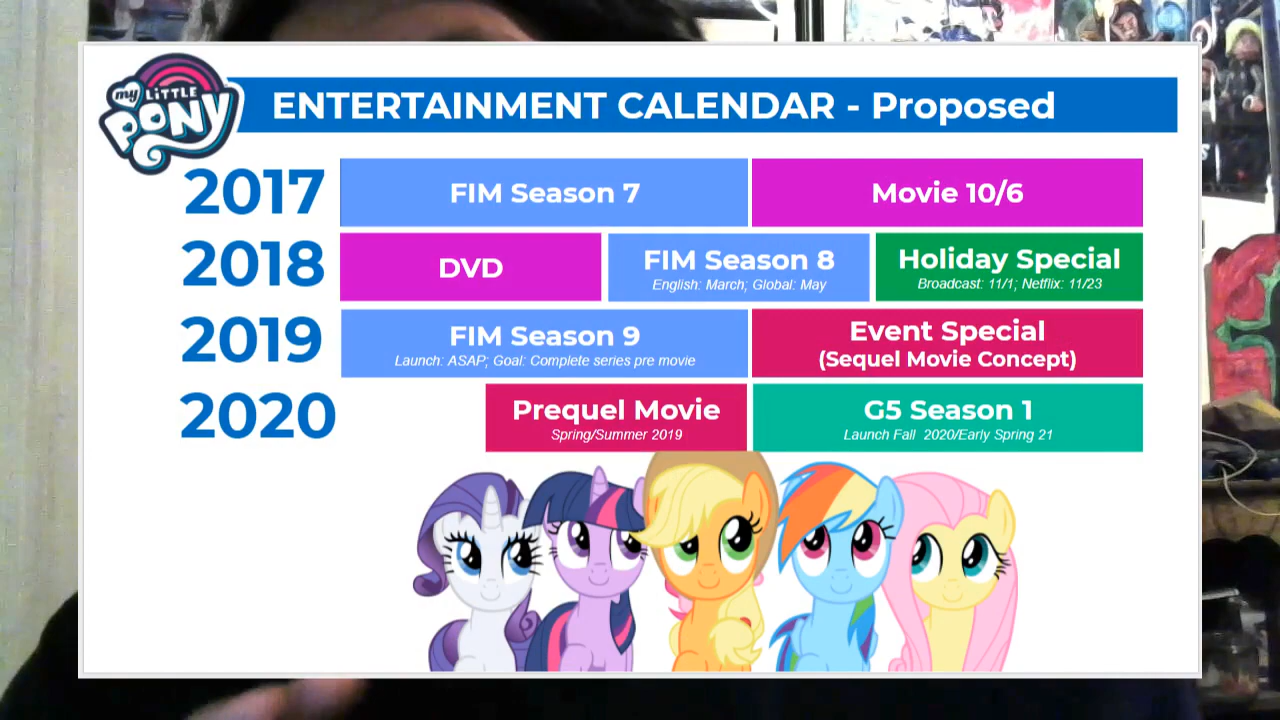 my LITTLE PONY
ENTERTAINMENT CALENDAR - Proposed
2017
FIM Season 7
Movie 10/6
2018
DVD
FIM Season 8
English: March; Global: May
Holiday Special
Broadcast: 11/1; Netflix: 11/23
2019
FIM Season 9
Launch: ASAP; Goal: Complete series pre movie
Event Special
(Sequel Movie Concept)
2020
Prequel Movie
Spring/Summer 2019
G5 Season 1
Launch Fall 2020/Early Spring 21